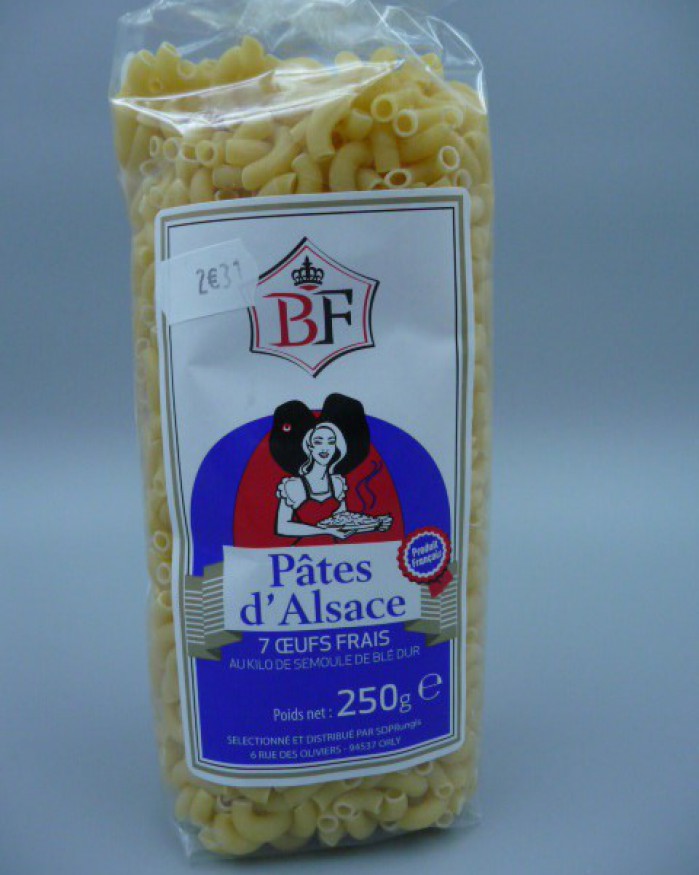 2€31
BF
Produit
Français
Pâtes
d'Alsace
7 ŒUFS FRAIS
AU KILO DE SEMOULE DE BLÉ DUR
Poids net : 250g e
SELECTIONNÉ ET DISTRIBUÉ PAR SOPRungis
6 RUE DES OLIVIERS - 94537 ORLY